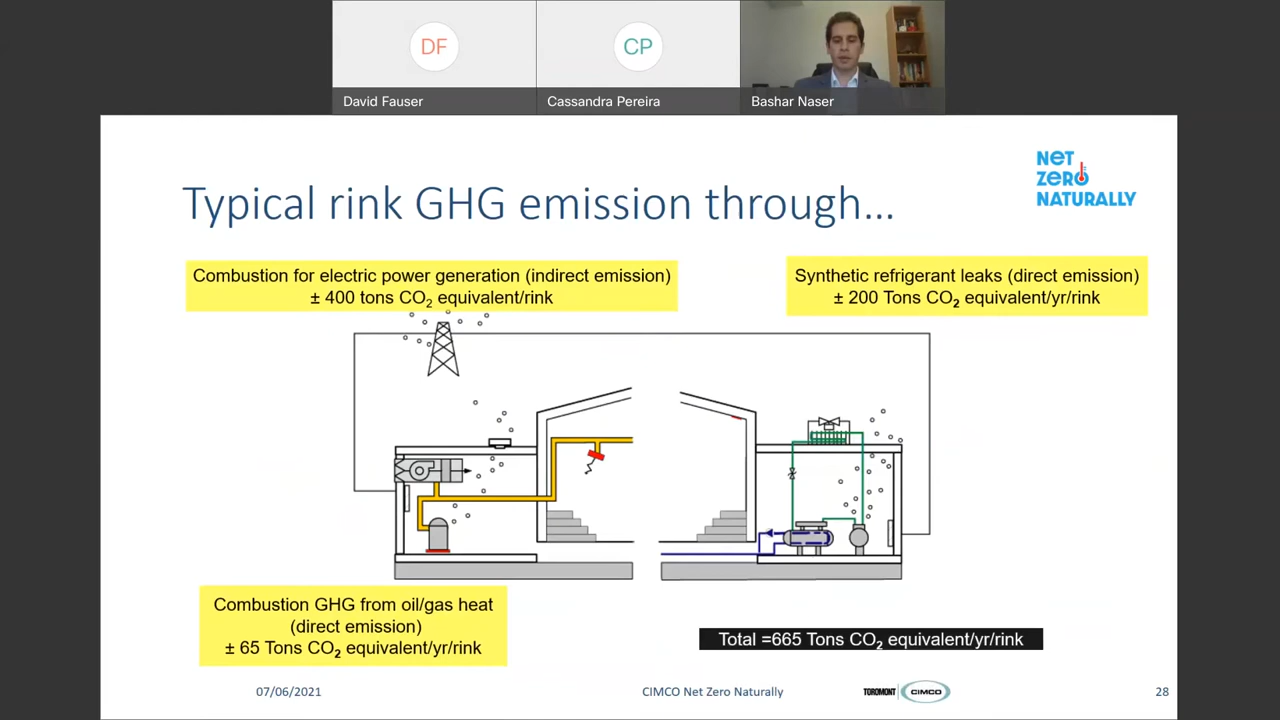 DF
CP
David Fauser
Cassandra Pereira
Bashar Naser
NET
ZERO
NATURALLY
Typical rink GHG emission through...
Combustion for electric power generation (indirect emission)
± 400 tons CO2 equivalent/rink
Synthetic refrigerant leaks (direct emission)
± 200 Tons CO2 equivalent/yr/rink
Combustion GHG from oil/gas heat
(direct emission)
± 65 Tons CO2 equivalent/yr/rink
Total =665 Tons CO2 equivalent/yr/rink
07/06/2021
CIMCO Net Zero Naturally
TOROMONT CIMCO
28